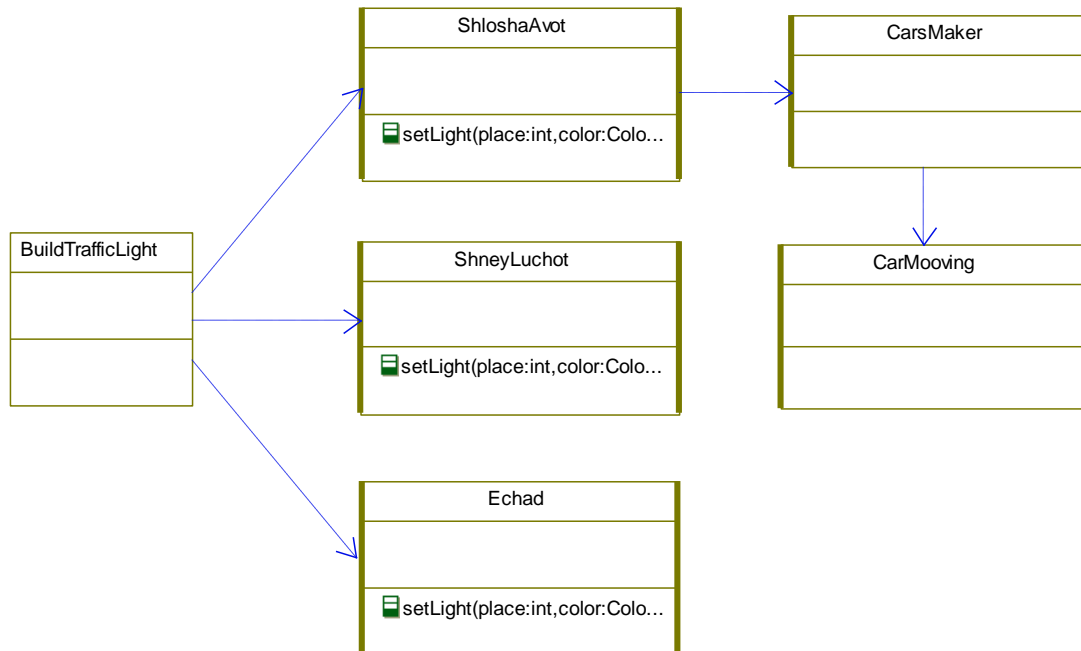 ShloshaAvot
setLight(place:int,color:Colo...
CarsMaker
BuildTrafficLight
ShneyLuchot
setLight(place:int,color:Colo...
CarMooving
Echad
setLight(place:int,color:Colo...